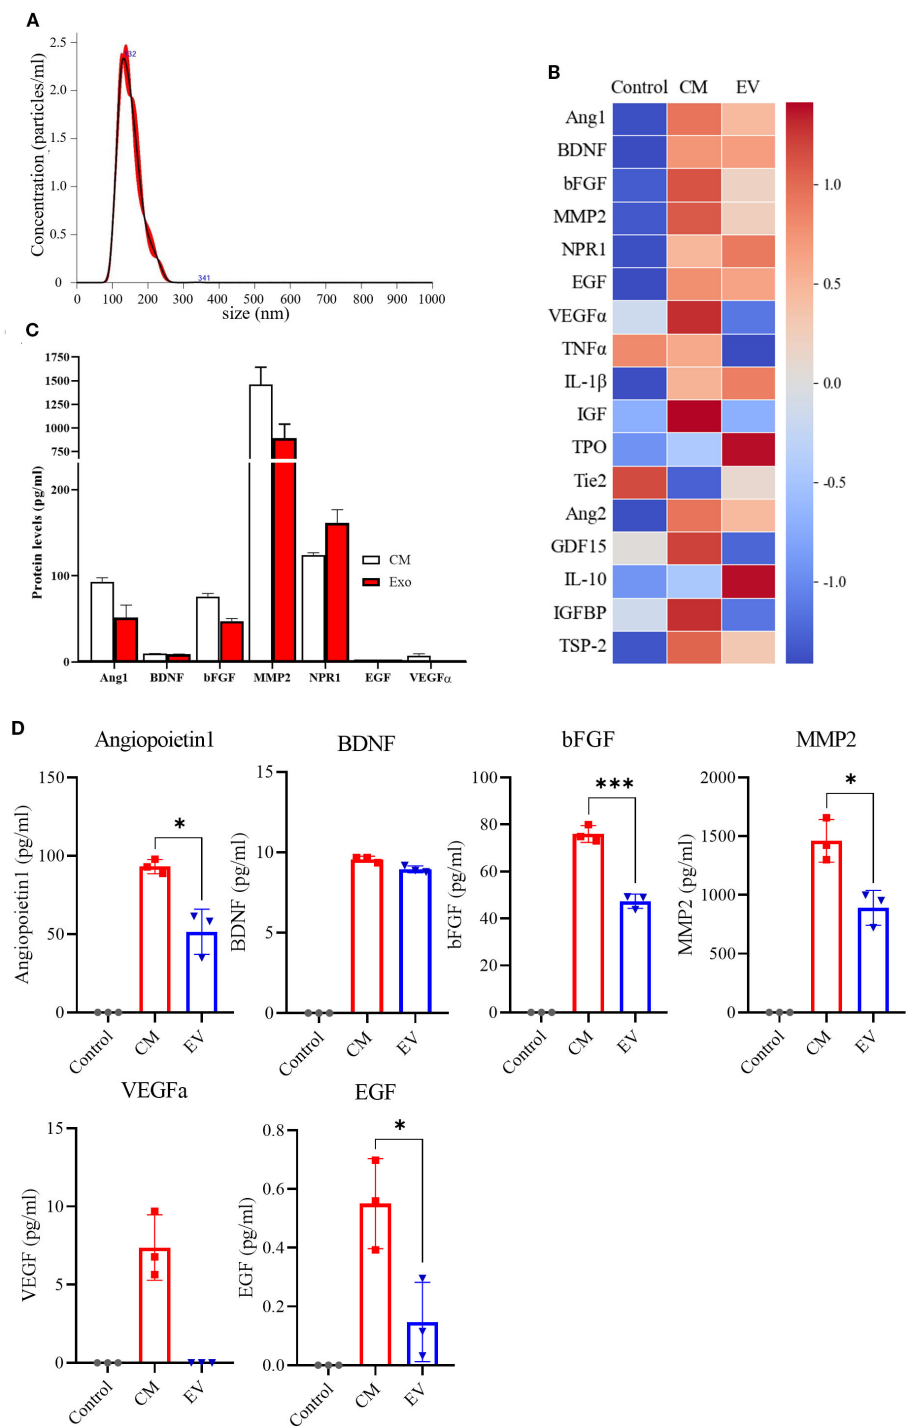 A
Concentration (particles/ml)
2.5
2.0
1.5
1.0
0.5
0
32
341
0 100 200 300 400 500 600 700 800 900 1000
size (nm)
B
Control CM EV
Ang1
BDNF
bFGF
MMP2
NPR1
EGF
VEGFα
TNFα
IL-1β
IGF
TPO
Tie2
Ang2
GDF15
IL-10
IGFBP
TSP-2
1.0
0.5
0.0
-0.5
-1.0
C
Protein levels (pg/ml)
1750
1500
1250
1000
750
200
100
0
CM
Exo
Ang1 BDNF bFGF MMP2 NPR1 EGF VEGFα
D
Angiopoietin1
Angiopoietin1 (pg/ml)
150
100
50
0
*
Control CM EV
BDNF
BDNF (pg/ml)
15
10
5
0
Control CM EV
bFGF
bFGF (pg/ml)
100
80
60
40
20
0
***
Control CM EV
MMP2
MMP2 (pg/ml)
2000
1500
1000
500
0
*
Control CM EV
VEGFa
VEGF (pg/ml)
15
10
5
0
Control CM EV
EGF
EGF (pg/ml)
0.8
0.6
0.4
0.2
0.0
*
Control CM EV